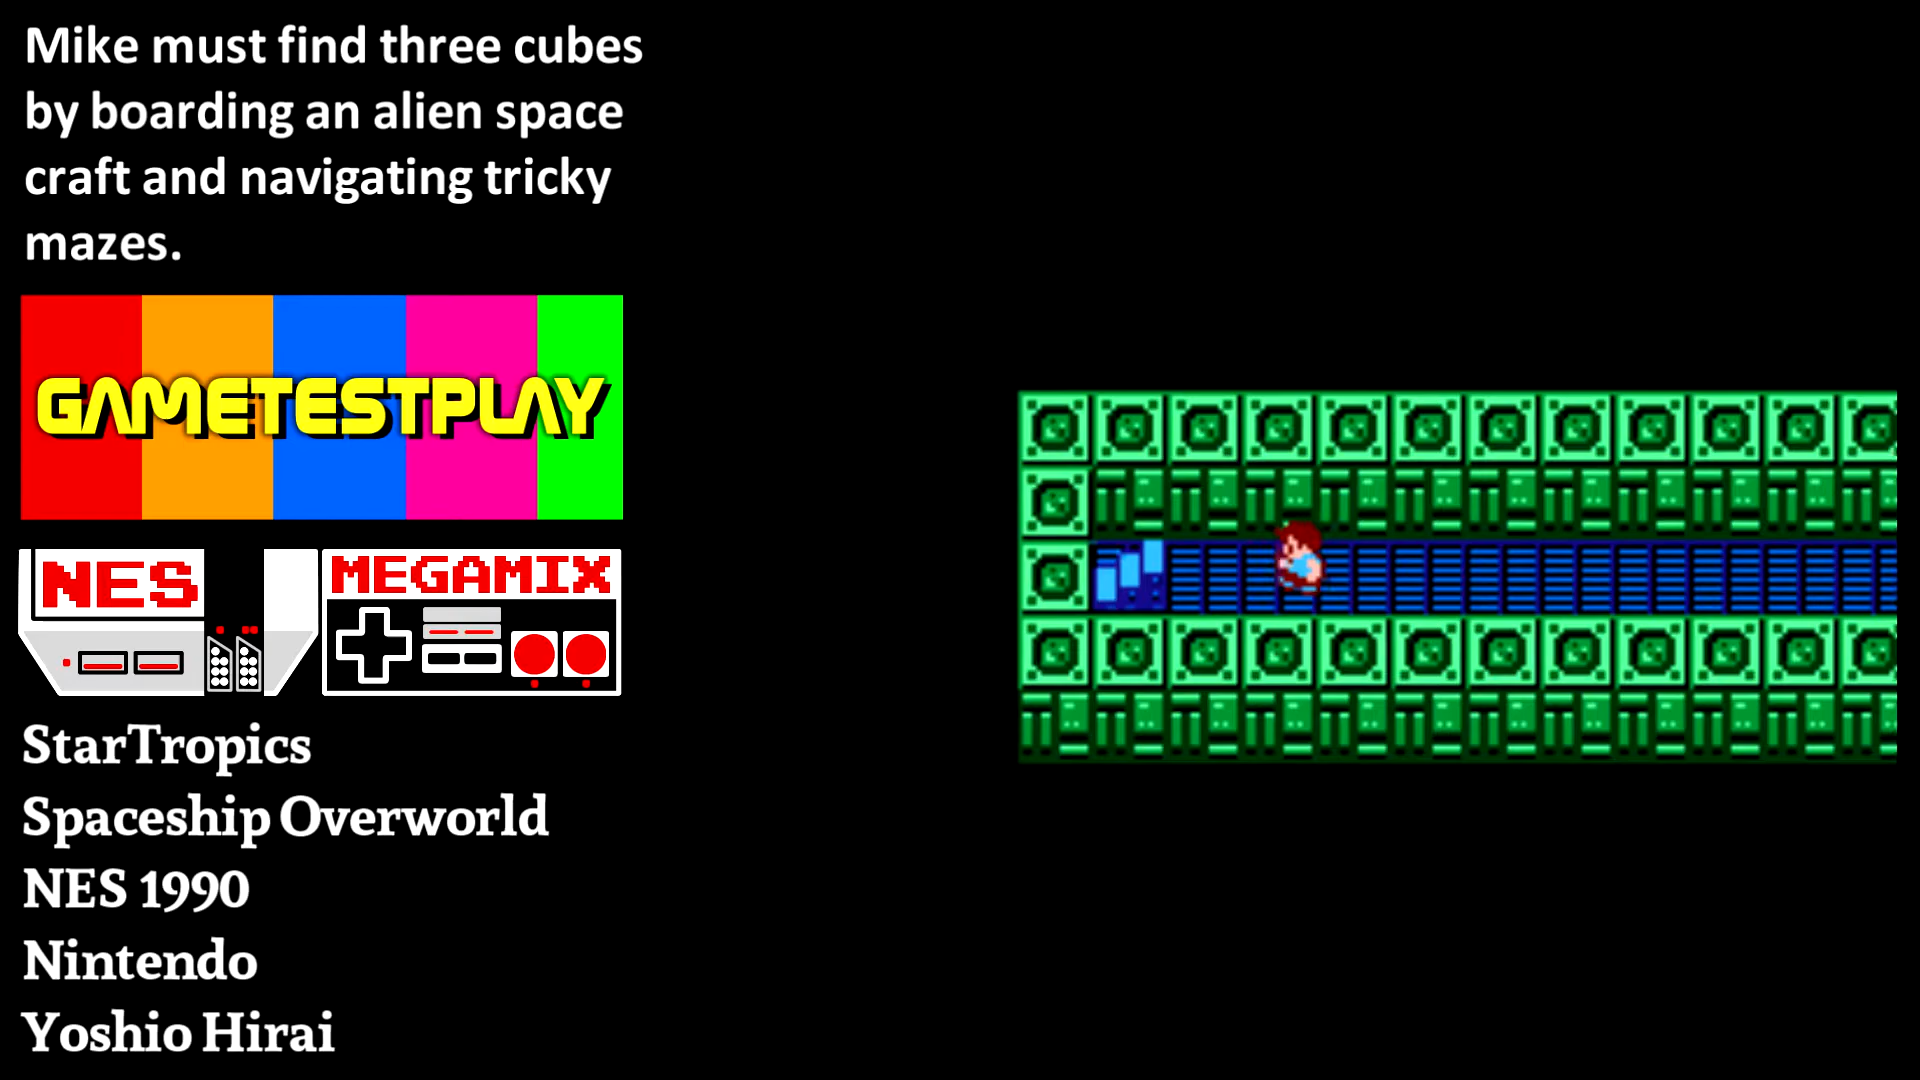 Mike must find three cubes
by boarding an alien space
craft and navigating tricky
mazes.
GAMETESTPLAY
NES
MEGAMIX
StarTropics
Spaceship Overworld
NES 1990
Nintendo
Yoshio Hirai